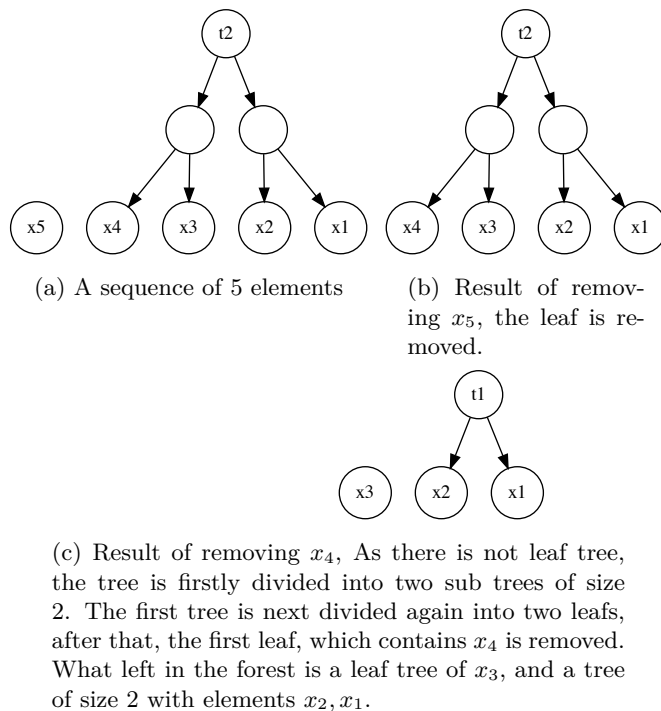 t2
t2
x5 x4 x3 x2 x1
x4 x3 x2 x1
(a) A sequence of 5 elements
(b) Result of remov-
ing x₅, the leaf is re-
moved.
t1
x3 x2 x1
(c) Result of removing x₄, As there is not leaf tree,
the tree is firstly divided into two sub trees of size
2. The first tree is next divided again into two leafs,
after that, the first leaf, which contains x₄ is removed.
What left in the forest is a leaf tree of x₃, and a tree
of size 2 with elements x₂, x₁.